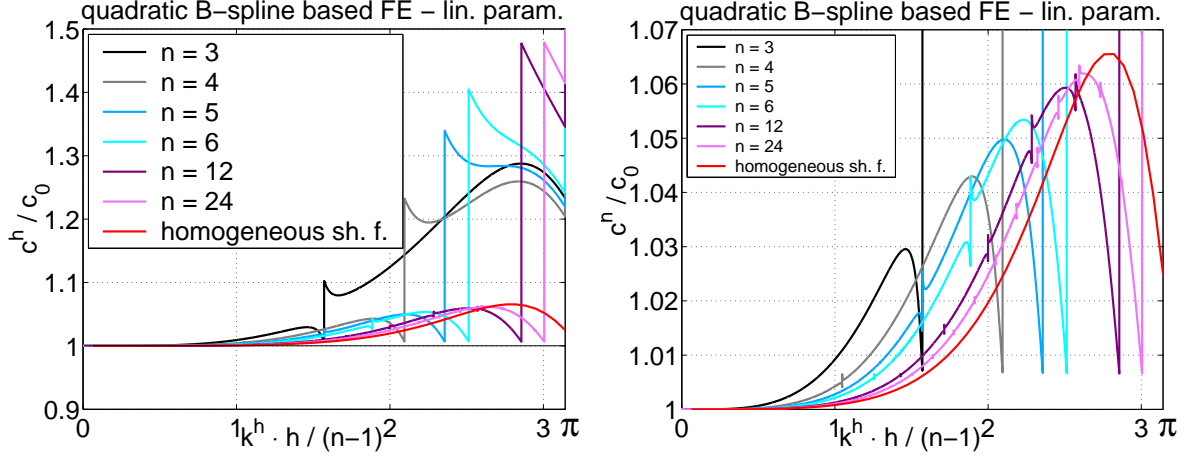 quadratic B-spline based FE - lin. param.
1.5
1.4
1.3
1.2
1.1
1
0.9
c^h / c_0
n = 3
n = 4
n = 5
n = 6
n = 12
n = 24
homogeneous sh. f.
0 1 2 3 π
k^h · h / (n-1)
quadratic B-spline based FE - lin. param.
1.07
1.06
1.05
1.04
1.03
1.02
1.01
1
c^h / c_0
n = 3
n = 4
n = 5
n = 6
n = 12
n = 24
homogeneous sh. f.
0 1 2 3 π
k^h · h / (n-1)